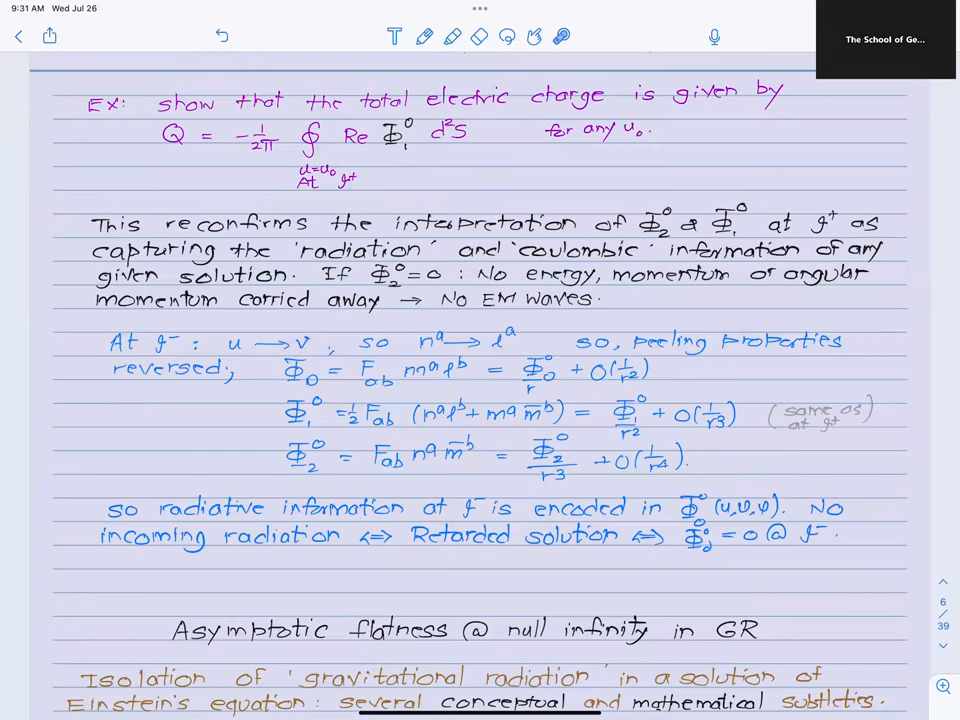 9:31 AM Wed Jul 26
The School of Ge...
Ex: show that the total electric charge is given by
Q = -1/2π ∮ Re Φ₁⁰ d²S for any u₀.
u=u₀
At 𝓘⁺
This reconfirms the interpretation of Φ₂⁰ & Φ₁⁰ at 𝓘⁺ as
capturing the 'radiation' and 'coulombic' information of any
given solution. If Φ₂⁰=0 : No energy, momentum or angular
momentum carried away → No EM waves.
At 𝓘⁻ : u → v, so nᵃ → ℓᵃ so, peeling properties
reversed; Φ₀ = F_ab mᵃℓᵇ = Φ₀⁰/r + O(1/r²)
Φ₁⁰ = ½ F_ab (nᵃℓᵇ + mᵃ m̄ᵇ) = Φ₁⁰/r² + O(1/r³) (same as at 𝓘⁺)
Φ₂⁰ = F_ab nᵃ m̄ᵇ = Φ₂⁰/r³ + O(1/r⁴).
so radiative information at 𝓘⁻ is encoded in Φ₀⁰ (u,υ,φ). No
incoming radiation ⟺ Retarded solution ⟺ Φ₀⁰ = 0 @ 𝓘⁻.
Asymptotic flatness @ null infinity in GR
Isolation of 'gravitational radiation' in a solution of
Einstein's equation: several conceptual and mathematical subtleties.
6
/
39